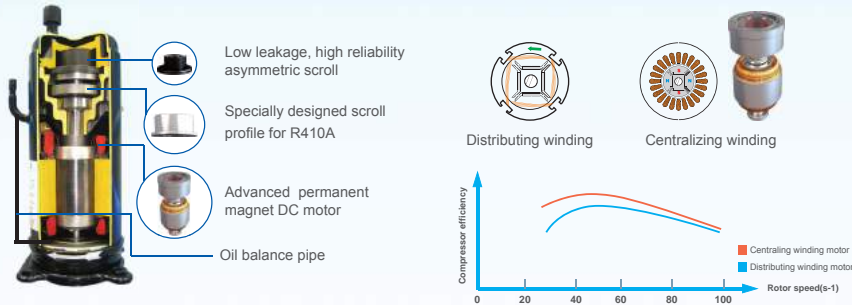 Low leakage, high reliability
asymmetric scroll
Specially designed scroll
profile for R410A
Advanced permanent
magnet DC motor
Oil balance pipe
Distributing winding
Centralizing winding
Compressor efficiency
Centraling winding motor
Distributing winding motor
0 20 40 60 80 100
Rotor speed(s-1)